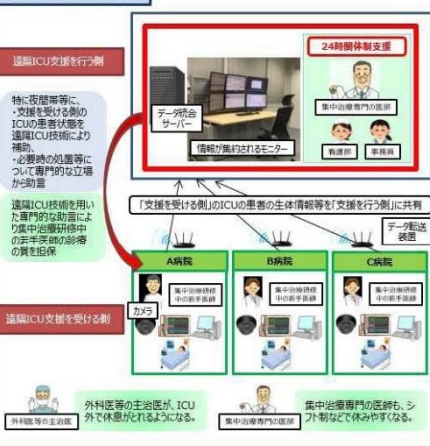 遠隔ICU支援を行う側
特に夜間帯等に、
・支援を受ける側の
ICUの患者状態を
遠隔ICU技術により
補助、
・必要時の処置等に
ついて専門的な立場
から助言
遠隔ICU技術を用い
た専門的な助言によ
り集中治療研修中
の若手医師の診療
の質を担保
24時間体制支援
集中治療専門の医師
看護師
事務員
データ統合
サーバー
情報が集約されるモニター
「支援を受ける側」のICUの患者の生体情報等を「支援を行う側」に共有
データ転送
装置
A病院
B病院
C病院
集中治療研修
中の若手医師
集中治療研修
中の若手医師
集中治療研修
中の若手医師
カメラ
遠隔ICU支援を受ける側
外科医等の主治医
外科医等の主治医が、ICU
外で休息がとれるようになる。
集中治療専門の医師
集中治療専門の医師も、シ
フト制などで休みやすくなる。